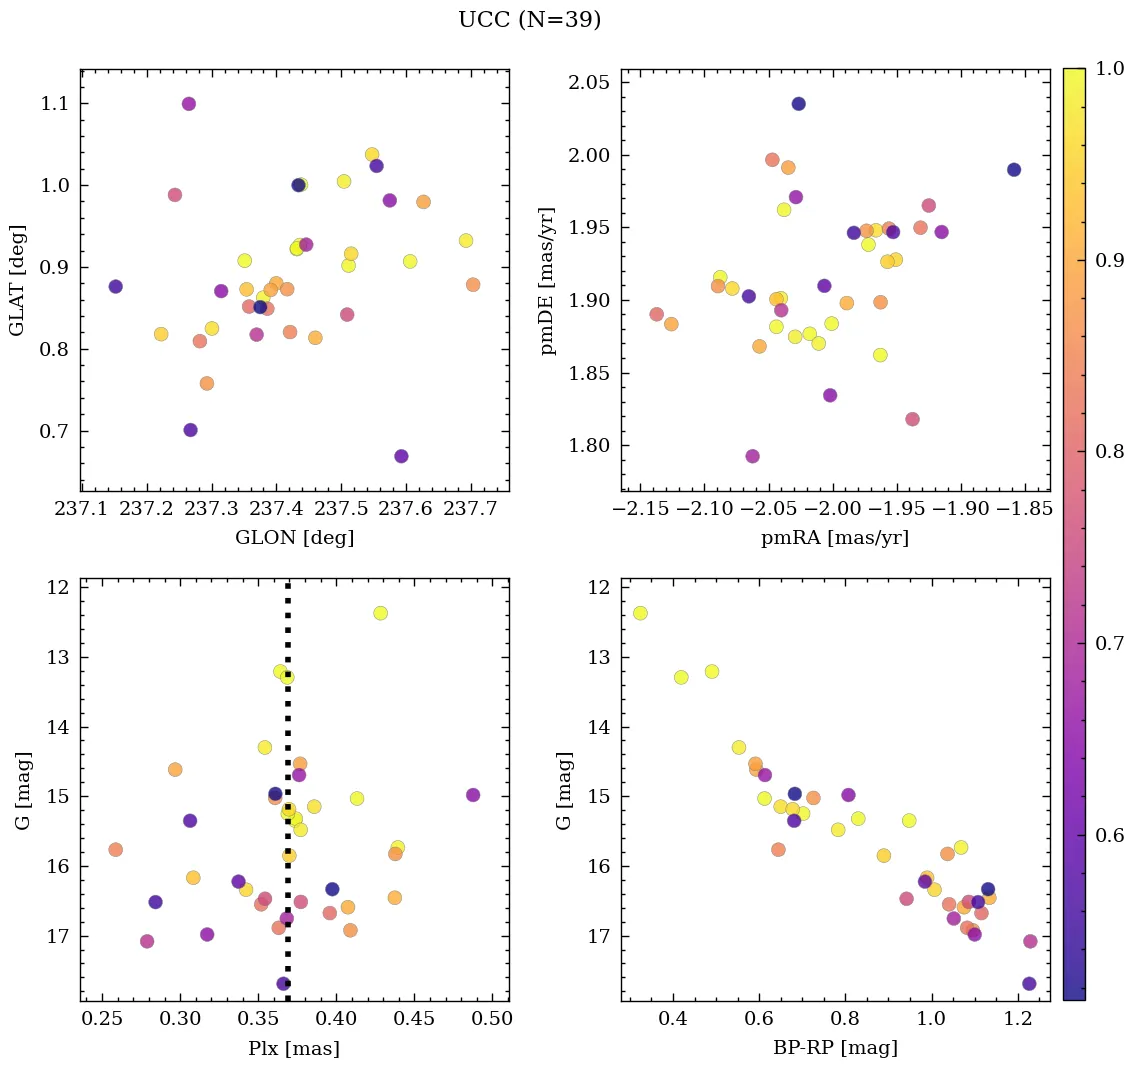 UCC (N=39)
1.1
1.0
0.9
0.8
0.7
GLAT [deg]
237.1 237.2 237.3 237.4 237.5 237.6 237.7
GLON [deg]
2.05
2.00
1.95
1.90
1.85
1.80
pmDE [mas/yr]
−2.15 −2.10 −2.05 −2.00 −1.95 −1.90 −1.85
pmRA [mas/yr]
12
13
14
15
16
17
G [mag]
0.25 0.30 0.35 0.40 0.45 0.50
Plx [mas]
12
13
14
15
16
17
G [mag]
0.4 0.6 0.8 1.0 1.2
BP-RP [mag]
1.0
0.9
0.8
0.7
0.6